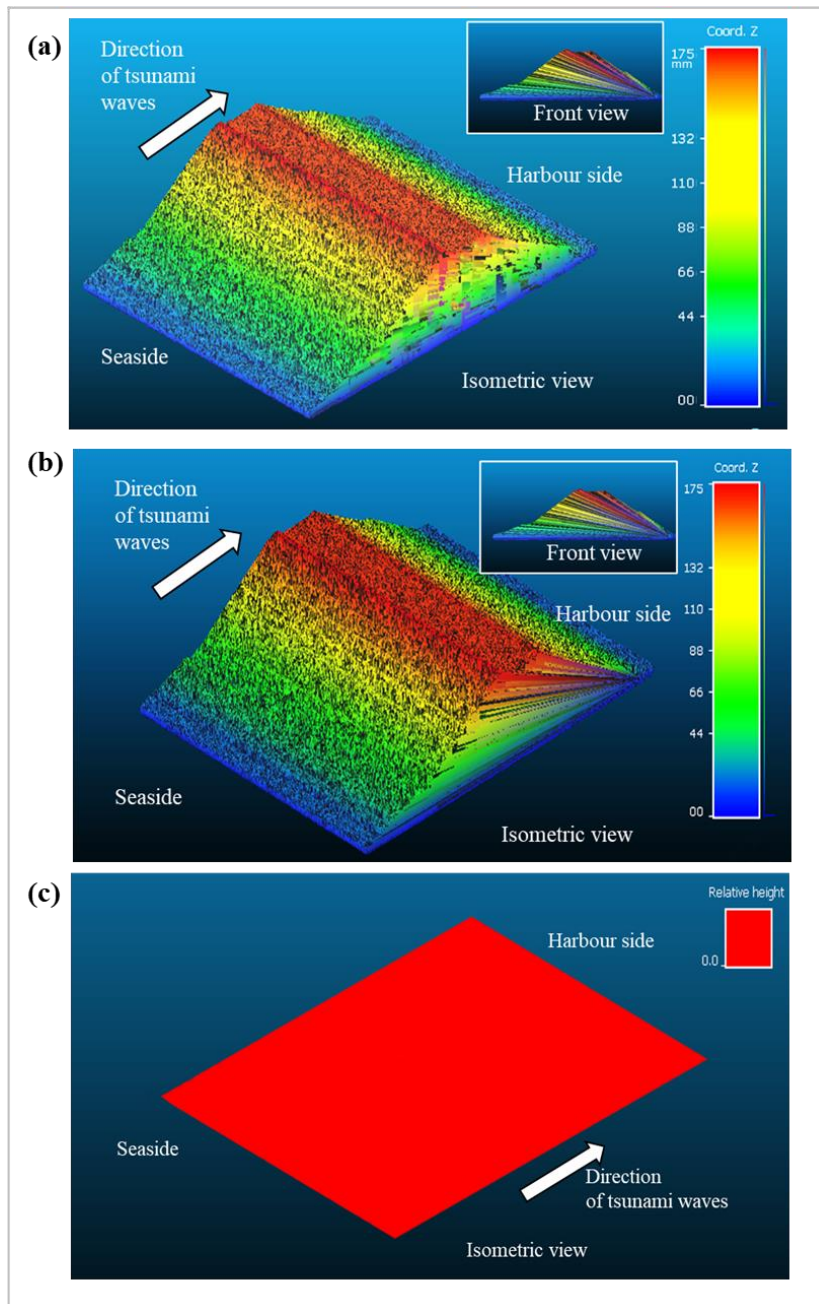 (a)
Direction
of tsunami
waves
Front view
Coord. Z
175
mm
132
110
88
66
44
00
Harbour side
Seaside
Isometric view
(b)
Direction
of tsunami
waves
Front view
Coord. Z
175
132
110
88
66
44
00
Harbour side
Seaside
Isometric view
(c)
Relative height
0.0
Harbour side
Seaside
Direction
of tsunami waves
Isometric view